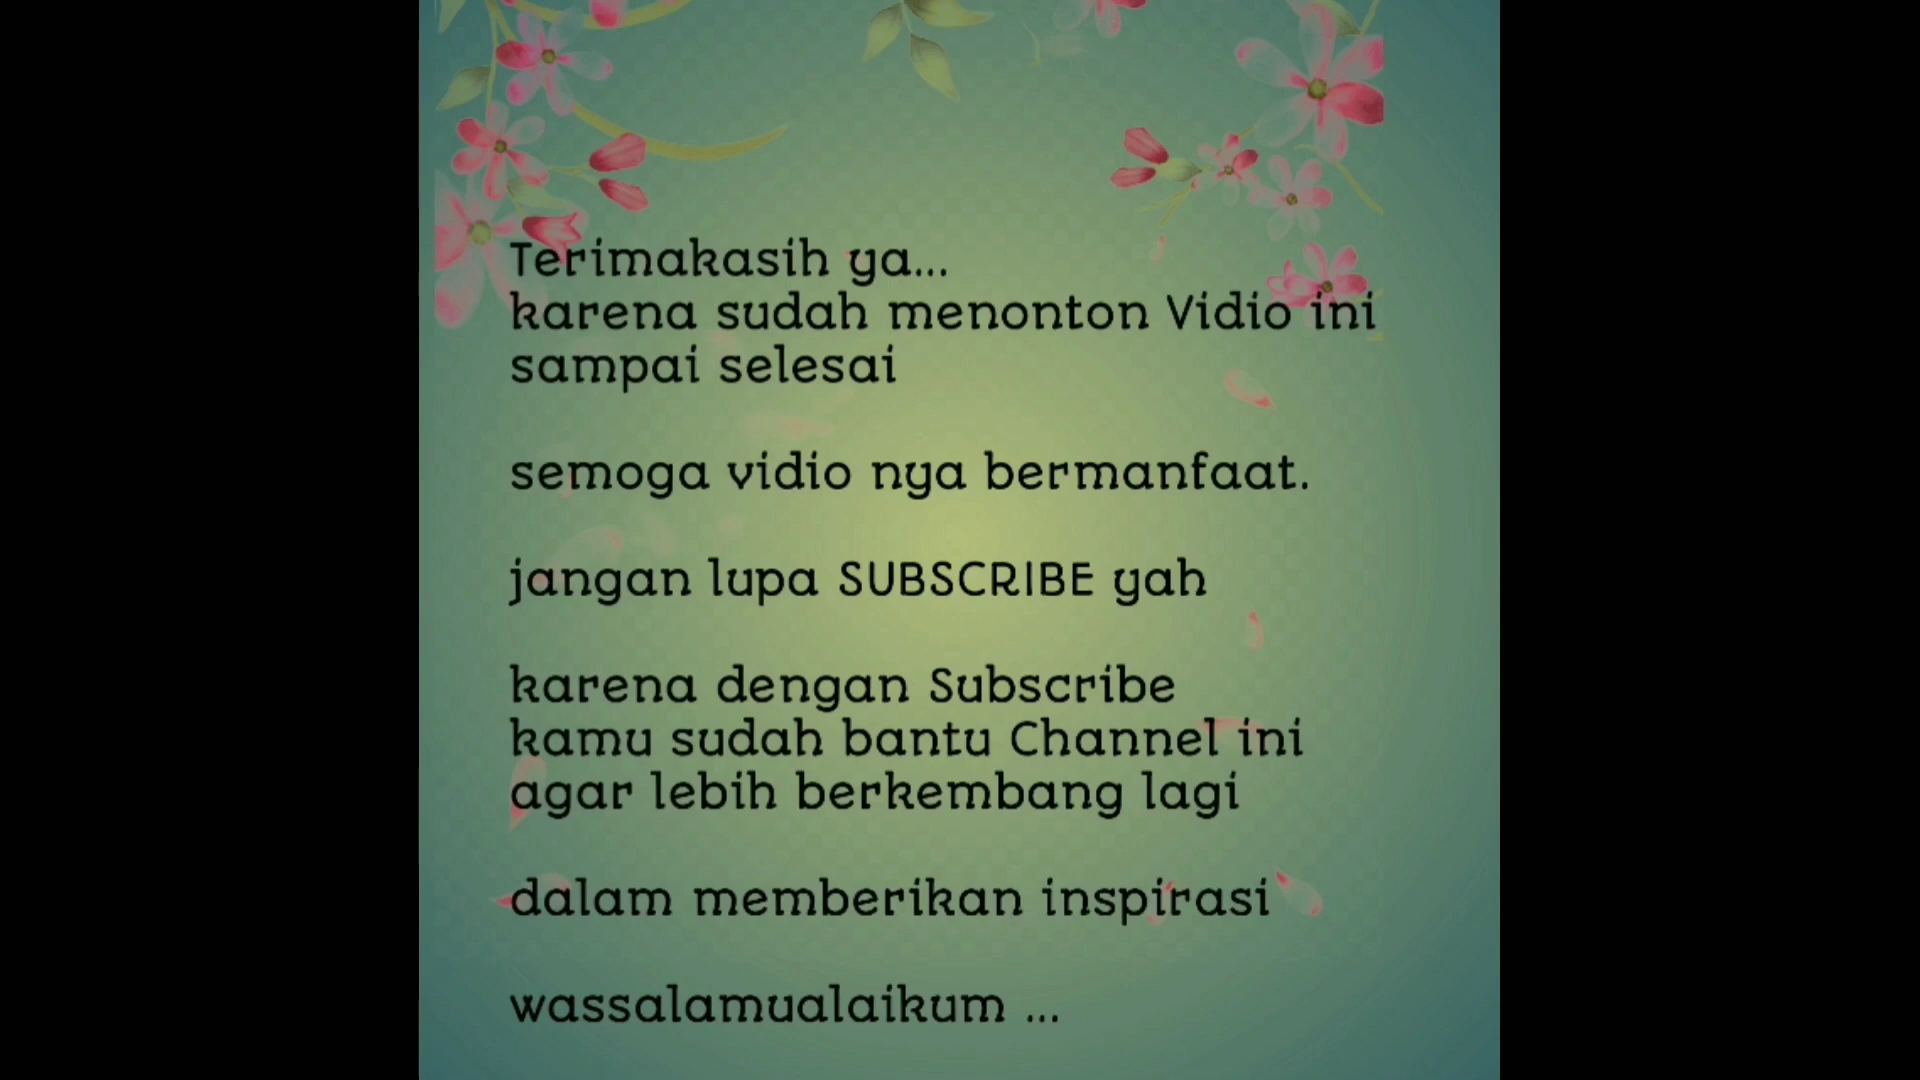 Terimakasih ya...
karena sudah menonton Vidio ini
sampai selesai
semoga vidio nya bermanfaat.
jangan lupa SUBSCRIBE yah
karena dengan Subscribe
kamu sudah bantu Channel ini
agar lebih berkembang lagi
dalam memberikan inspirasi
wassalamualaikum ...